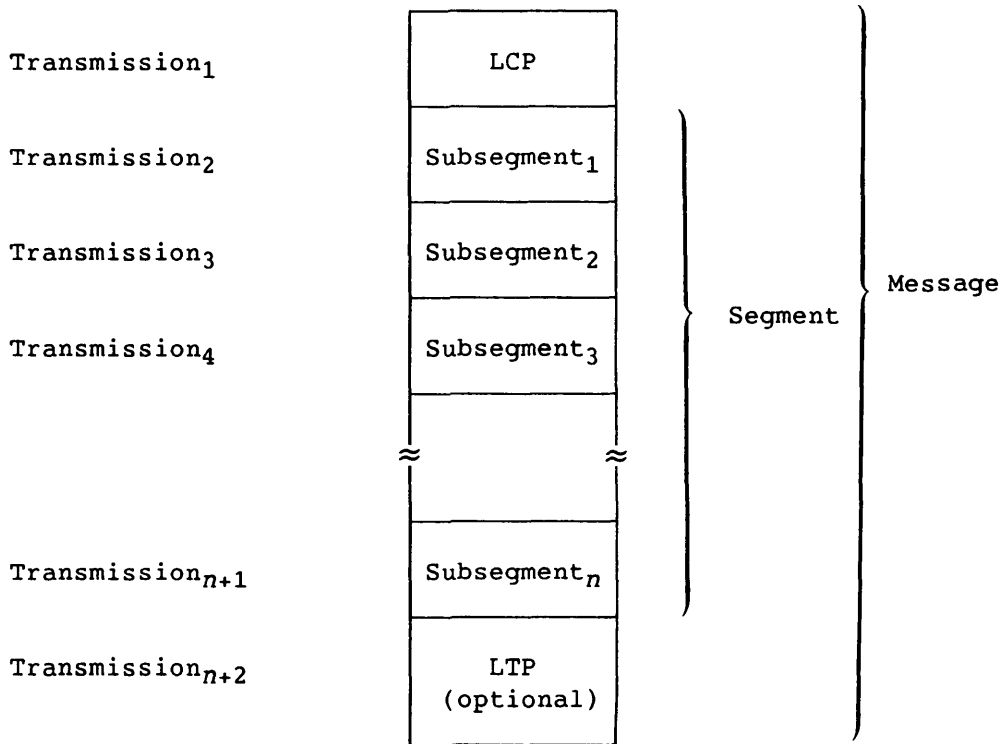 Transmission₁ LCP
Transmission₂ Subsegment₁
Transmission₃ Subsegment₂
Message
Segment
Transmission₄ Subsegment₃
≈ ≈
Transmissionₙ₊₁ Subsegmentₙ
Transmissionₙ₊₂ LTP
(optional)